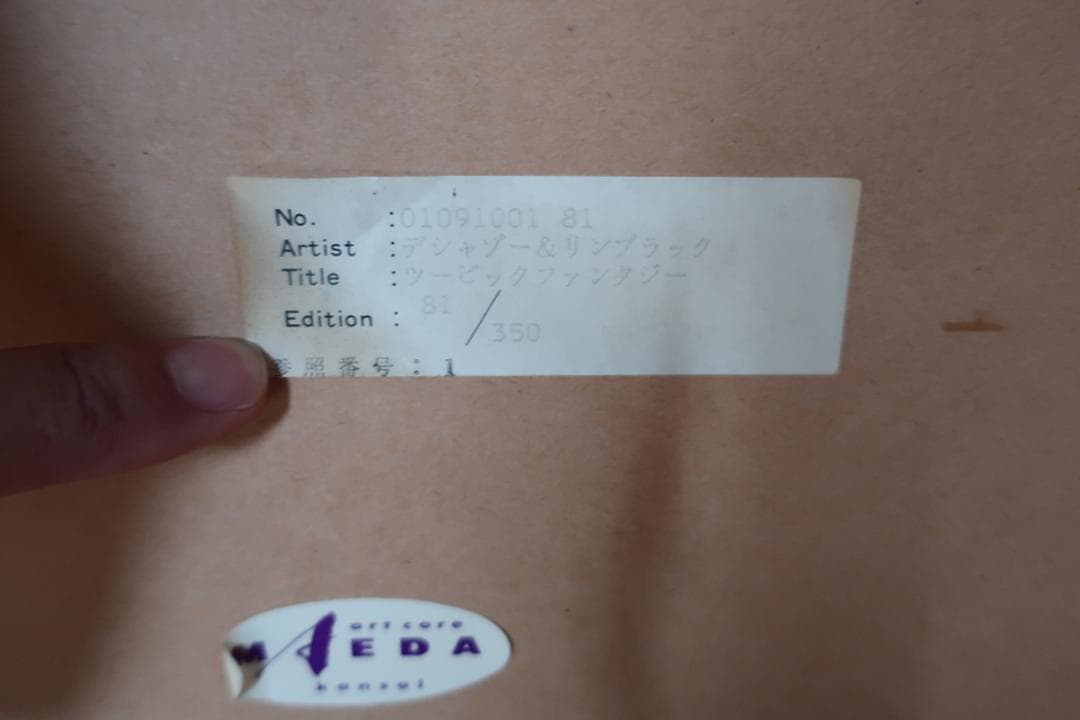 No. :01091001 81
Artist :デシャゾー&リンブラック
Title :ツービックファンタジー
Edition : 81/350
参照番号:1
art core
MAEDA
kansai